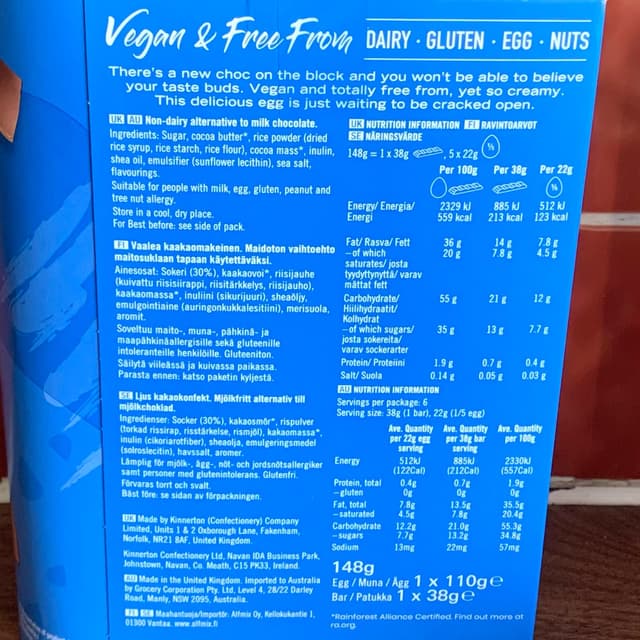 Vegan & Free From DAIRY · GLUTEN · EGG · NUTS
There's a new choc on the block and you won't be able to believe
your taste buds. Vegan and totally free from, yet so creamy.
This delicious egg is just waiting to be cracked open.
UK AU Non-dairy alternative to milk chocolate.
Ingredients: Sugar, cocoa butter*, rice powder (dried
rice syrup, rice starch, rice flour), cocoa mass*, inulin,
shea oil, emulsifier (sunflower lecithin), sea salt,
flavourings.
Suitable for people with milk, egg, gluten, peanut and
tree nut allergy.
Store in a cool, dry place.
For Best before: see side of pack.
FI Vaalea kaakaomakeinen. Maidoton vaihtoehto
maitosuklaan tapaan käytettäväksi.
Ainesosat: Sokeri (30%), kaakaovoi*, riisijauhe
(kuivattu riisisiirappi, riisitärkkelys, riisijauho),
kaakaomassa*, inuliini (sikurijuuri), sheaöljy,
emulgointiaine (auringonkukkalesitiini), merisuola,
aromit.
Soveltuu maito-, muna-, pähkinä- ja
maapähkinäallergisille sekä gluteenille
intoleranteille henkilöille. Gluteeniton.
Säilytä viileässä ja kuivassa paikassa.
Parasta ennen: katso paketin kyljestä.
SE Ljus kakaokonfekt. Mjölkfritt alternativ till
mjölkchoklad.
Ingredienser: Socker (30%), kakaosmör*, rispulver
(torkad rissirap, risstärkelse, rismjöl), kakaomassa*,
inulin (cikoriarotfiber), sheaolja, emulgeringsmedel
(solroslecitin), havssalt, aromer.
Lämplig för mjölk-, ägg-, nöt- och jordsnötsallergiker
samt personer med glutenintolerans. Glutenfri.
Förvaras torrt och svalt.
Bäst före: se sidan av förpackningen.
UK Made by Kinnerton (Confectionery) Company
Limited, Units 1 & 2 Oxborough Lane, Fakenham,
Norfolk, NR21 8AF, United Kingdom.
Kinnerton Confectionery Ltd, Navan IDA Business Park,
Johnstown, Navan, Co. Meath, C15 PK33, Ireland.
AU Made in the United Kingdom. Imported to Australia
by Grocery Corporation Pty. Ltd, Level 4, 28/22 Darley
Road, Manly, NSW 2095, Australia.
FI SE Maahantuoja/Importör: Alfmix Oy, Kellokukantie 1,
01300 Vantaa. www.alfmix.fi
UK NUTRITION INFORMATION FI RAVINTOARVOT
SE NÄRINGSVÄRDE
148g = 1 x 38g , 5 x 22g ⅕
Per 100g Per 38g Per 22g
⅕
Energy/ Energia/ 2329 kJ 885 kJ 512 kJ
Energi 559 kcal 213 kcal 123 kcal
Fat/ Rasva/ Fett 36 g 14 g 7.8 g
–of which 20 g 7.8 g 4.5 g
saturates/ josta
tyydyttynyttä/ varav
mättat fett
Carbohydrate/ 55 g 21 g 12 g
Hiilihydraatit/
Kolhydrat
–of which sugars/ 35 g 13 g 7.7 g
josta sokereita/
varav sockerarter
Protein/ Proteiini 1.9 g 0.7 g 0.4 g
Salt/ Suola 0.14 g 0.05 g 0.03 g
AU NUTRITION INFORMATION
Servings per package: 6
Serving size: 38g (1 bar), 22g (1/5 egg)
Ave. Quantity Ave. Quantity Ave. Quantity
per 22g egg per 38g bar per 100g
serving serving
Energy 512kJ 885kJ 2330kJ
(122Cal) (212Cal) (557Cal)
Protein, total 0.4g 0.7g 1.9g
–gluten 0g 0g 0g
Fat, total 7.8g 13.5g 35.5g
–saturated 4.5g 7.8g 20.4g
Carbohydrate 12.2g 21.0g 55.3g
–sugars 7.7g 13.2g 34.8g
Sodium 13mg 22mg 57mg
148g
Egg / Muna / Ägg 1 x 110g℮
Bar / Patukka 1 x 38g℮
*Rainforest Alliance Certified. Find out more at
ra.org.